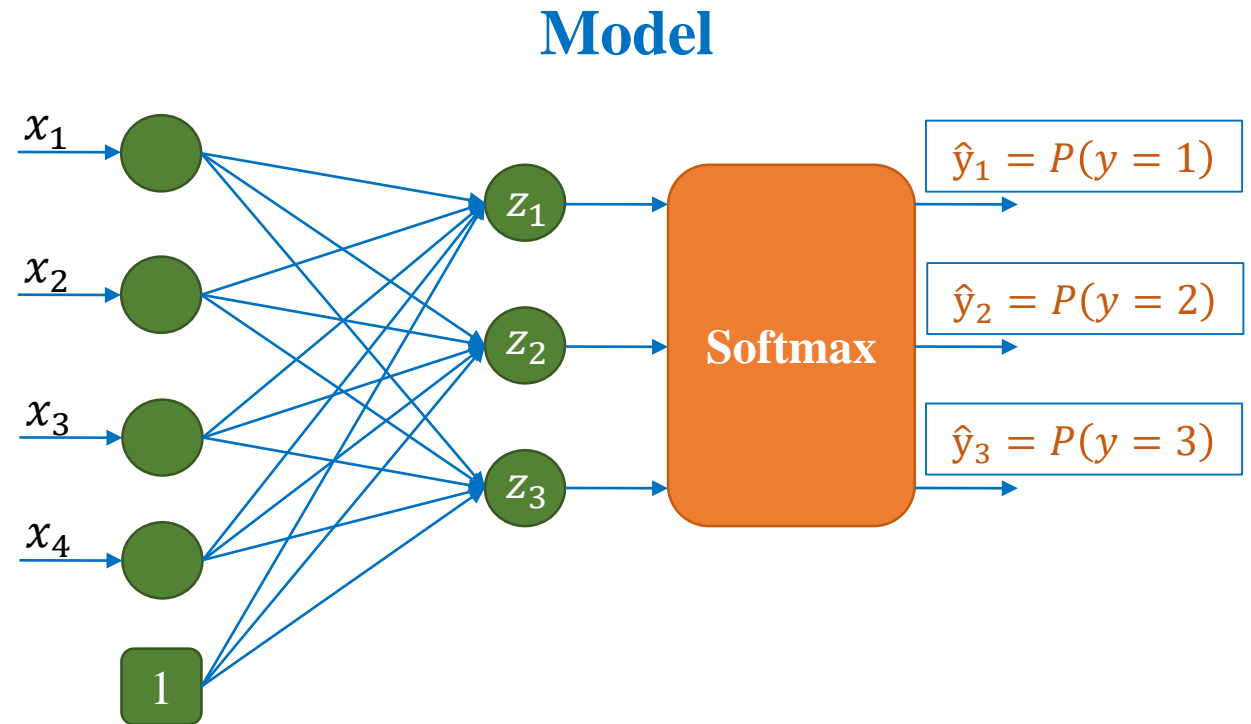 Model
x₁
x₂
x₃
x₄
1
z₁
z₂
z₃
Softmax
ŷ₁ = P(y = 1)
ŷ₂ = P(y = 2)
ŷ₃ = P(y = 3)